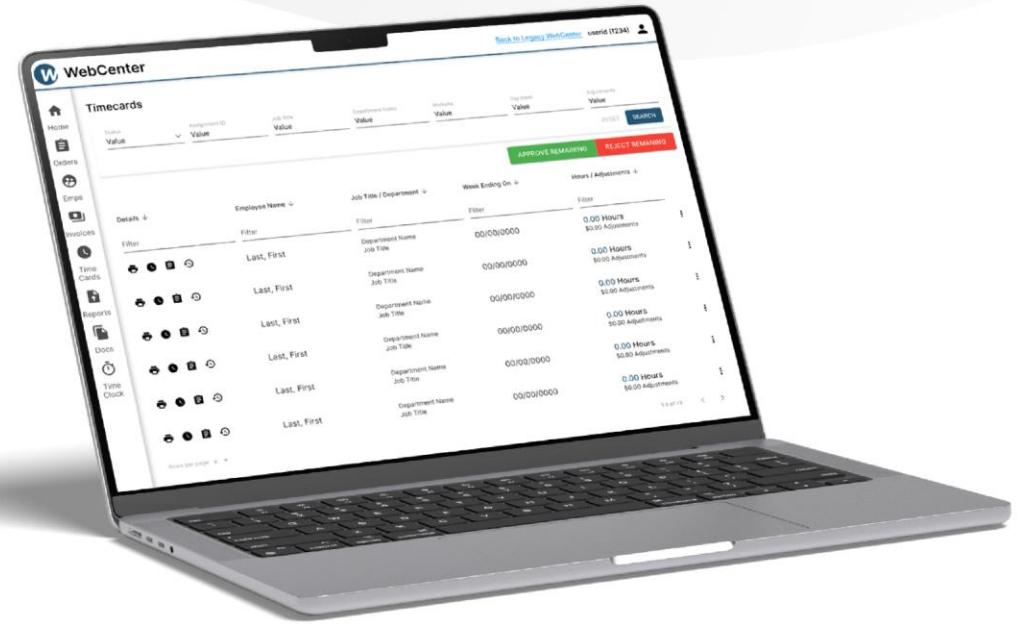 W WebCenter
Back to Legacy WebCenter userid (1234)
Home
Orders
Emps
Invoices
Time
Cards
Reports
Docs
Time
Clock
Timecards
Status Assignment ID Job Title Department Name Pay Week Adjustments
Value Value Value Value Value Value Value
RESET SEARCH
APPROVE REMAINING REJECT REMAINING
Details Employee Name Job Title / Department Week Ending On Hours / Adjustments
Filter Filter Filter Filter Filter
Last, First Department Name 00/00/0000 0.00 Hours
Job Title $0.00 Adjustments
Last, First Department Name 00/00/0000 0.00 Hours
Job Title $0.00 Adjustments
Last, First Department Name 00/00/0000 0.00 Hours
Job Title $0.00 Adjustments
Last, First Department Name 00/00/0000 0.00 Hours
Job Title $0.00 Adjustments
Last, First Department Name 00/00/0000 0.00 Hours
Job Title $0.00 Adjustments
Last, First Department Name 00/00/0000 0.00 Hours
Job Title $0.00 Adjustments
Rows per page